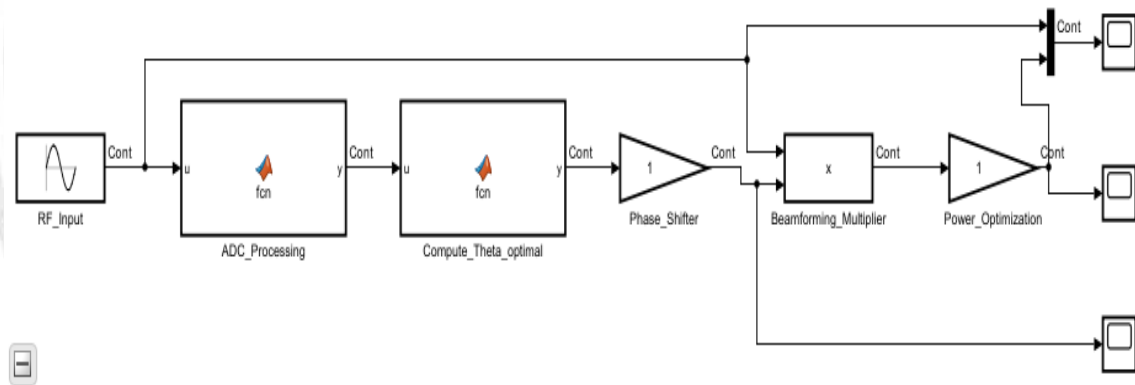 Cont
RF_Input
u
fcn
y
ADC_Processing
Cont
u
fcn
y
Compute_Theta_optimal
Cont
1
Phase_Shifter
Cont
x
Beamforming_Multiplier
Cont
1
Power_Optimization
Cont
Cont